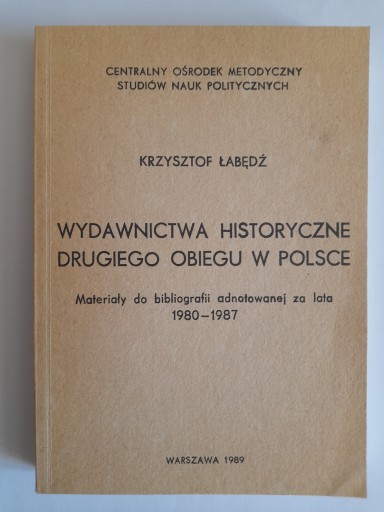 CENTRALNY OŚRODEK METODYCZNY
STUDIÓW NAUK POLITYCZNYCH
KRZYSZTOF ŁABĘDŹ
WYDAWNICTWA HISTORYCZNE
DRUGIEGO OBIEGU W POLSCE
Materiały do bibliografii adnotowanej za lata
1980–1987
WARSZAWA 1989